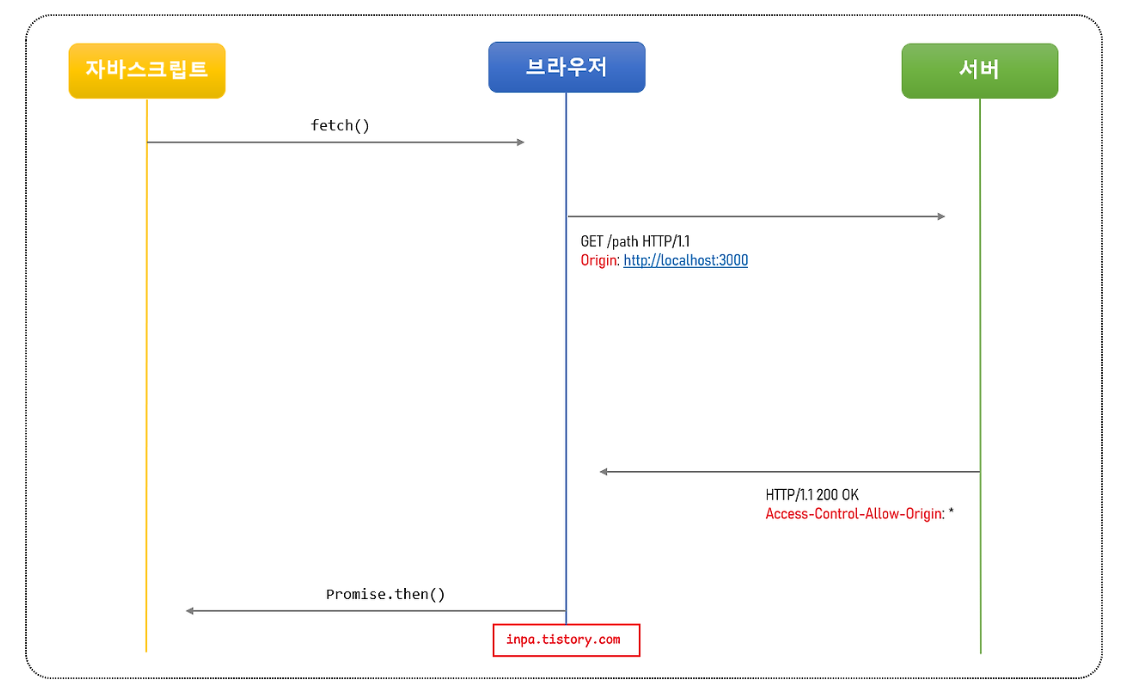 자바스크립트
브라우저
서버
fetch()
GET /path HTTP/1.1
Origin: http://localhost:3000
HTTP/1.1 200 OK
Access-Control-Allow-Origin: *
Promise.then()
inpa.tistory.com